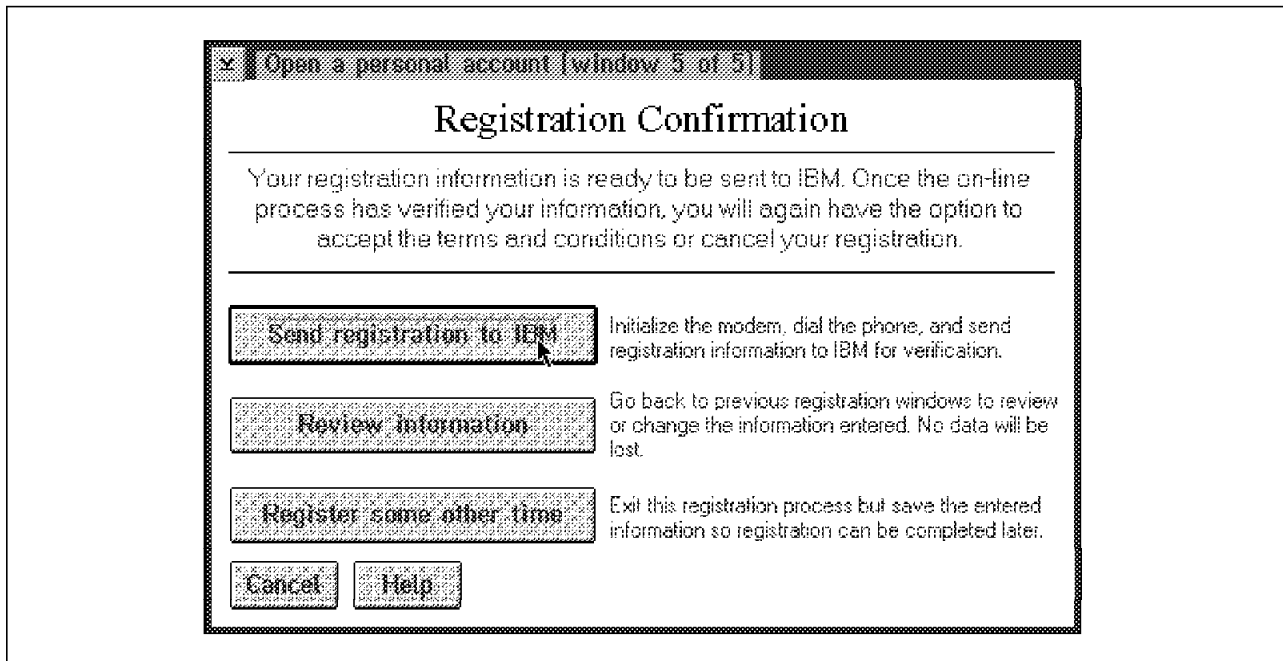 Open a personal account (window 5 of 5)
Registration Confirmation
Your registration information is ready to be sent to IBM. Once the on-line
process has verified your information, you will again have the option to
accept the terms and conditions or cancel your registration.
Send registration to IBM
Initialize the modem, dial the phone, and send
registration information to IBM for verification.
Review information
Go back to previous registration windows to review
or change the information entered. No data will be
lost.
Register some other time
Exit this registration process but save the entered
information so registration can be completed later.
Cancel Help